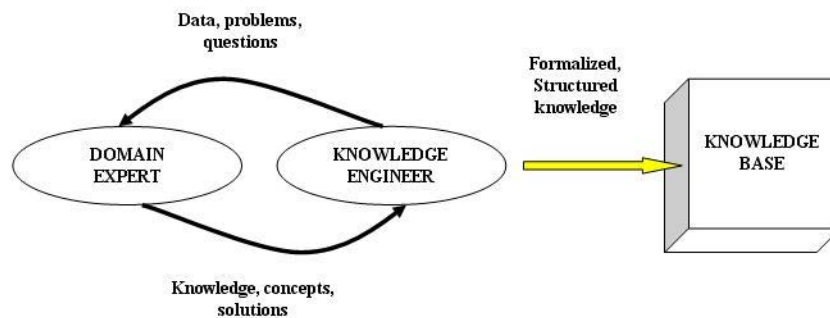 Data, problems,
questions
Formalized,
Structured
knowledge
DOMAIN
EXPERT
KNOWLEDGE
ENGINEER
KNOWLEDGE
BASE
Knowledge, concepts,
solutions